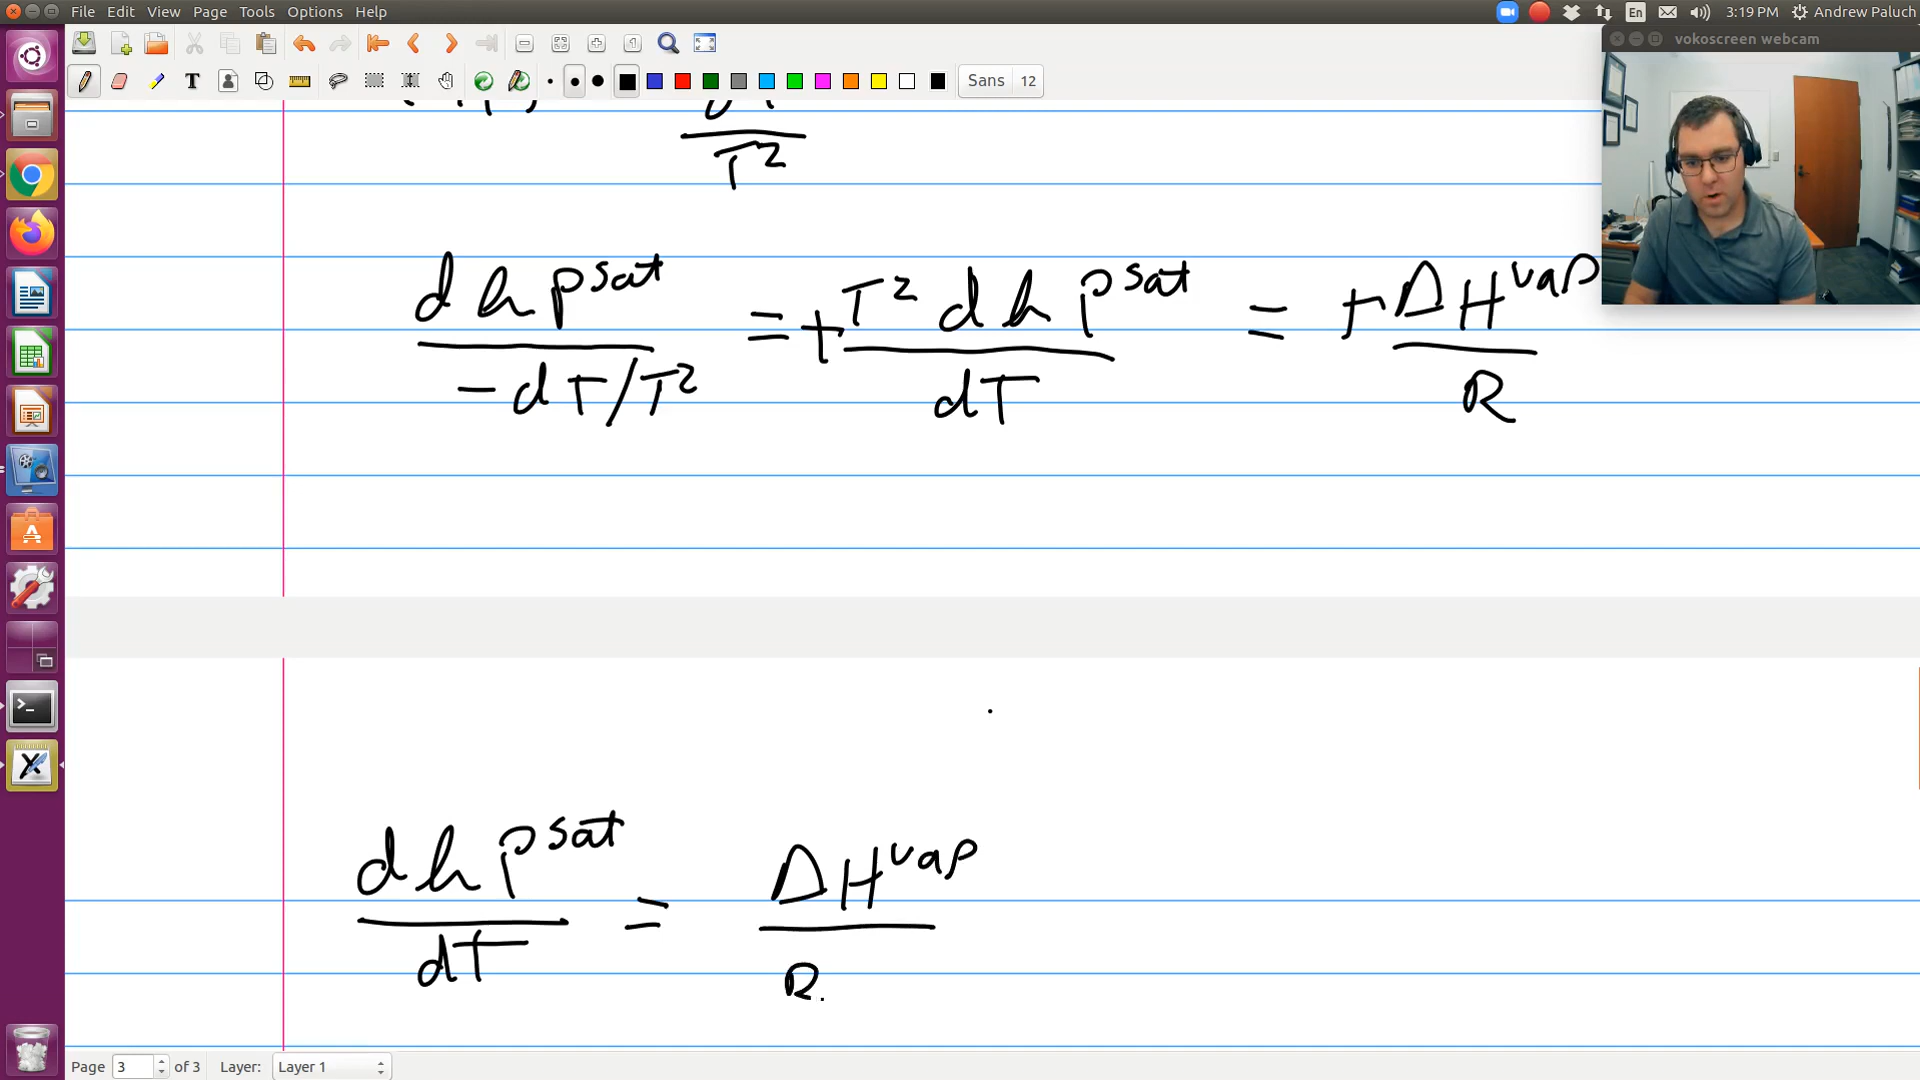 File Edit View Page Tools Options Help
En 3:19 PM Andrew Paluch
vokoscreen webcam
Sans 12
T²
d ln p^sat = + T² d ln p^sat = + ΔH^vap
- dT/T² dT R
d ln p^sat = ΔH^vap
dT R
Page 3 of 3 Layer: Layer 1